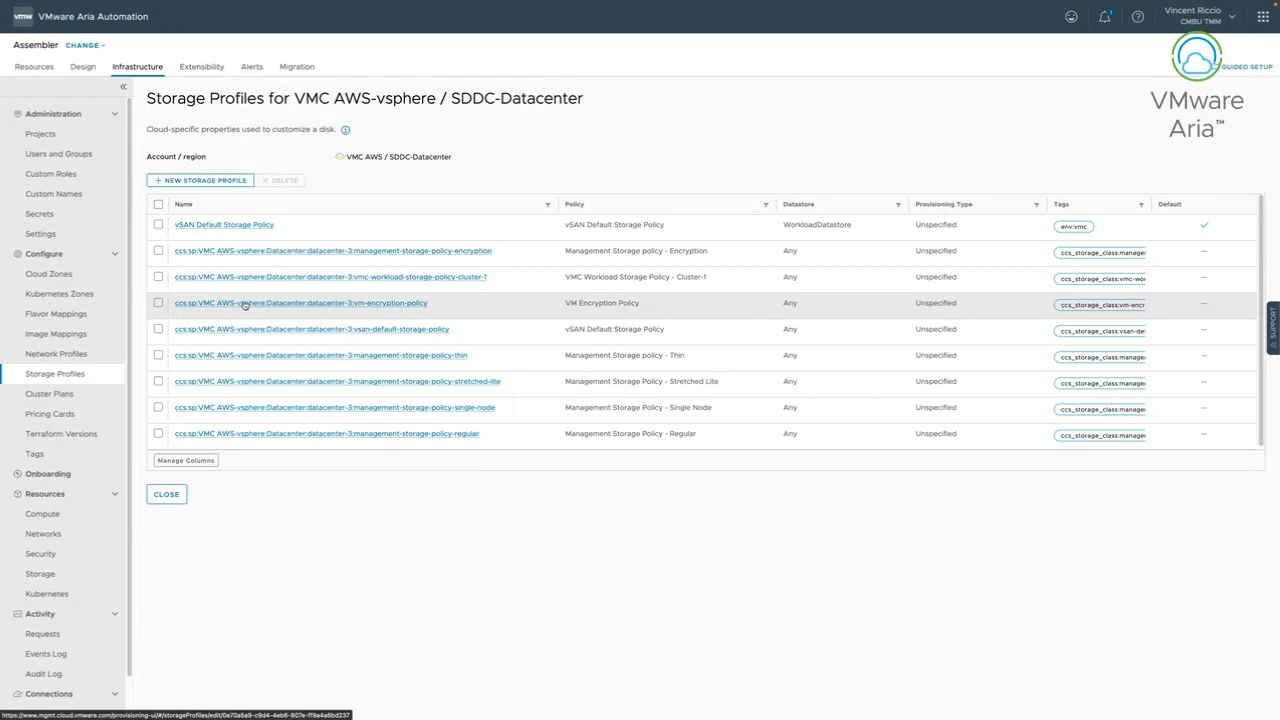 vmw VMware Aria Automation
Vincent Riccio
CMBU TMM
Assembler CHANGE
GUIDED SETUP
Resources Design Infrastructure Extensibility Alerts Migration
VMware
Aria™
Administration
Projects
Users and Groups
Custom Roles
Custom Names
Secrets
Settings
Configure
Cloud Zones
Kubernetes Zones
Flavor Mappings
Image Mappings
Network Profiles
Storage Profiles
Cluster Plans
Pricing Cards
Terraform Versions
Tags
Onboarding
Resources
Compute
Networks
Security
Storage
Kubernetes
Activity
Requests
Events Log
Audit Log
Connections
Storage Profiles for VMC AWS-vsphere / SDDC-Datacenter
Cloud-specific properties used to customize a disk.
Account / region VMC AWS / SDDC-Datacenter
+ NEW STORAGE PROFILE × DELETE
Name Policy Datastore Provisioning Type Tags Default
vSAN Default Storage Policy vSAN Default Storage Policy WorkloadDatastore Unspecified env:vmc
ccs:sp:VMC AWS-vsphere:Datacenter:datacenter-3:management-storage-policy-encryption Management Storage policy - Encryption Any Unspecified ccs_storage_class:manager —
ccs:sp:VMC AWS-vsphere:Datacenter:datacenter-3:vmc-workload-storage-policy-cluster-1 VMC Workload Storage Policy - Cluster-1 Any Unspecified ccs_storage_class:vmc-wo —
ccs:sp:VMC AWS-vsphere:Datacenter:datacenter-3:vm-encryption-policy VM Encryption Policy Any Unspecified ccs_storage_class:vm-encr —
ccs:sp:VMC AWS-vsphere:Datacenter:datacenter-3:vsan-default-storage-policy vSAN Default Storage Policy Any Unspecified ccs_storage_class:vsan-de —
ccs:sp:VMC AWS-vsphere:Datacenter:datacenter-3:management-storage-policy-thin Management Storage policy - Thin Any Unspecified ccs_storage_class:manage —
ccs:sp:VMC AWS-vsphere:Datacenter:datacenter-3:management-storage-policy-stretched-lite Management Storage Policy - Stretched Lite Any Unspecified ccs_storage_class:manage —
ccs:sp:VMC AWS-vsphere:Datacenter:datacenter-3:management-storage-policy-single-node Management Storage Policy - Single Node Any Unspecified ccs_storage_class:manage —
ccs:sp:VMC AWS-vsphere:Datacenter:datacenter-3:management-storage-policy-regular Management Storage Policy - Regular Any Unspecified ccs_storage_class:manage —
Manage Columns
CLOSE
SUPPORT
https://www.mgmt.cloud.vmware.com/provisioning-ui/#/storageProfiles/edit/0e70a5a9-c9d4-4eb6-807e-ff9a4a6bd237